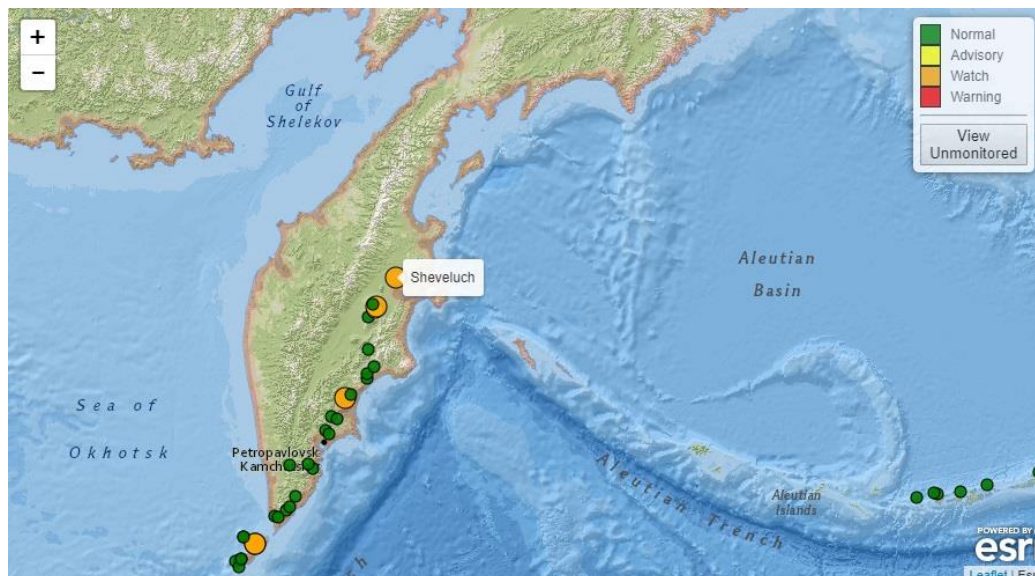 +
−
Normal
Advisory
Watch
Warning
View
Unmonitored
Gulf
of
Shelekov
Aleutian
Basin
Sheveluch
Sea of
Okhotsk
Petropavlovsk
Aleutian Trench
Aleutian
Islands
POWERED BY
esri
Leaflet |